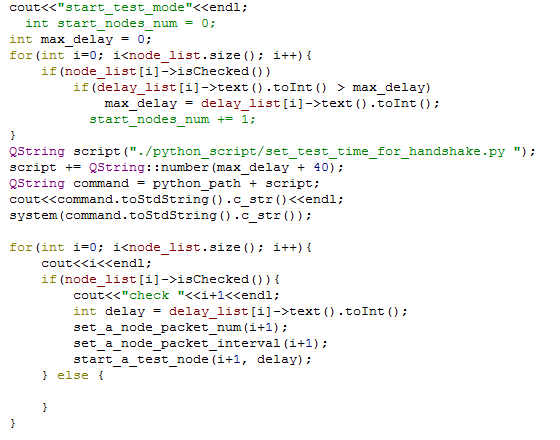 cout<<"start_test_mode"<<endl;
int start_nodes_num = 0;
int max_delay = 0;
for(int i=0; i<node_list.size(); i++){
if(node_list[i]->isChecked())
if(delay_list[i]->text().toInt() > max_delay)
max_delay = delay_list[i]->text().toInt();
start_nodes_num += 1;
}
QString script("./python_script/set_test_time_for_handshake.py ");
script += QString::number(max_delay + 40);
QString command = python_path + script;
cout<<command.toStdString().c_str()<<endl;
system(command.toStdString().c_str());
for(int i=0; i<node_list.size(); i++){
cout<<i<<endl;
if(node_list[i]->isChecked()){
cout<<"check "<<i+1<<endl;
int delay = delay_list[i]->text().toInt();
set_a_node_packet_num(i+1);
set_a_node_packet_interval(i+1);
start_a_test_node(i+1, delay);
} else {
}
}